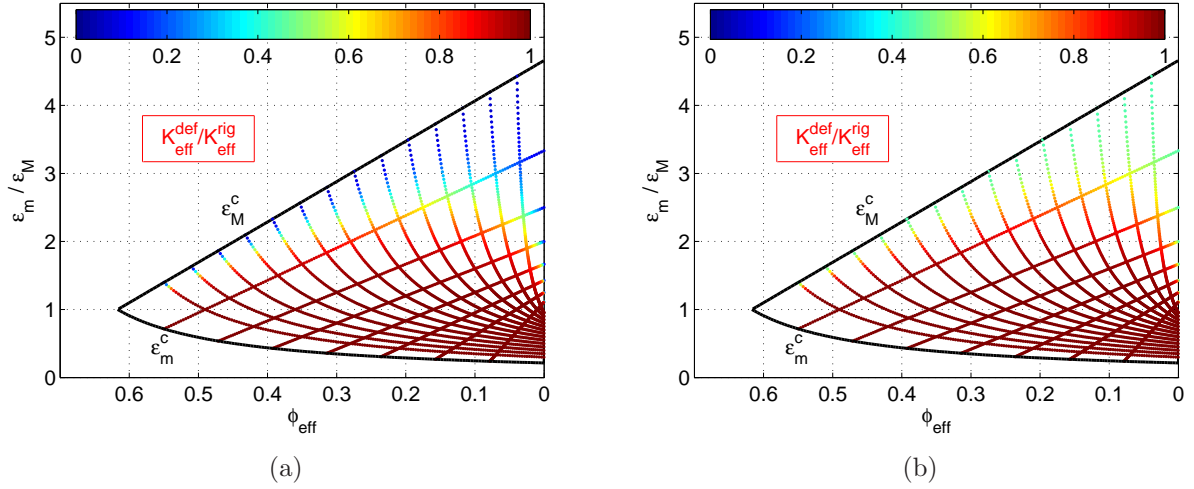 5
4
3
2
1
0
0 0.2 0.4 0.6 0.8 1
K_eff^def/K_eff^rig
ε_M^c
ε_m^c
ε_m / ε_M
0.6 0.5 0.4 0.3 0.2 0.1 0
ϕ_eff
(a)
5
4
3
2
1
0
0 0.2 0.4 0.6 0.8 1
K_eff^def/K_eff^rig
ε_M^c
ε_m^c
ε_m / ε_M
0.6 0.5 0.4 0.3 0.2 0.1 0
ϕ_eff
(b)